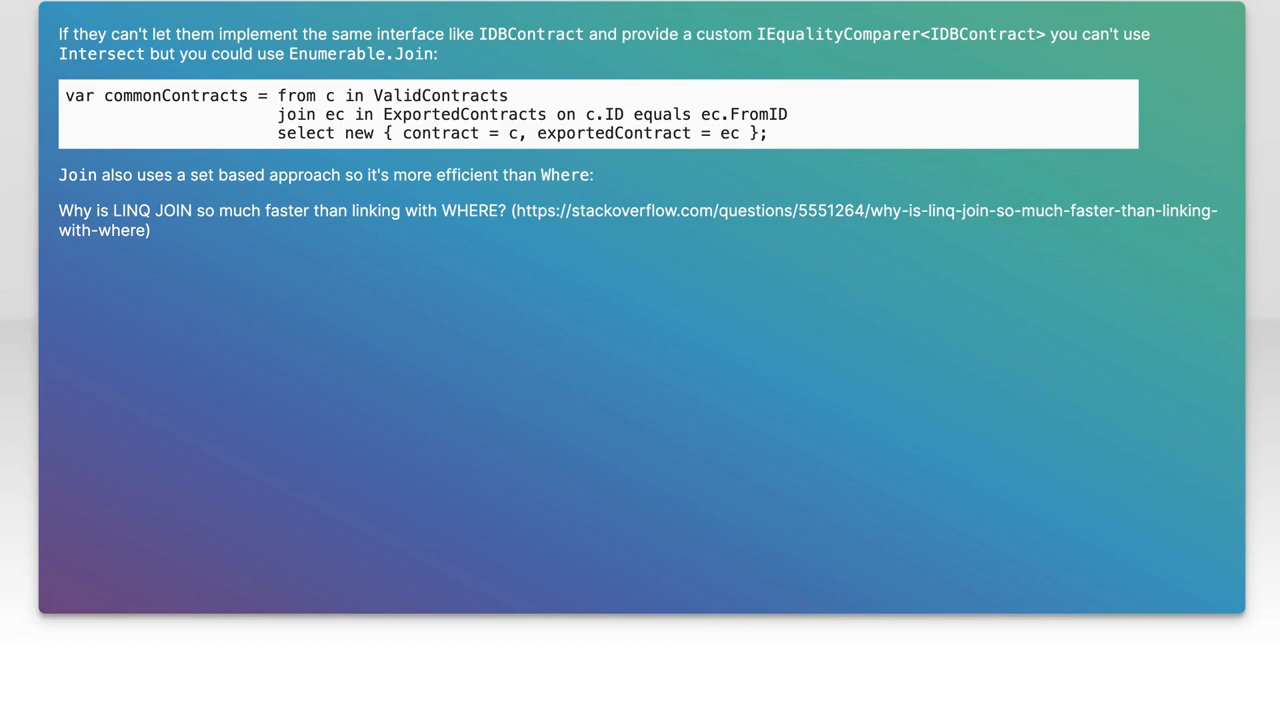 If they can't let them implement the same interface like IDBContract and provide a custom IEqualityComparer<IDBContract> you can't use
Intersect but you could use Enumerable.Join:
var commonContracts = from c in ValidContracts
                      join ec in ExportedContracts on c.ID equals ec.FromID
                      select new { contract = c, exportedContract = ec };
Join also uses a set based approach so it's more efficient than Where:
Why is LINQ JOIN so much faster than linking with WHERE? (https://stackoverflow.com/questions/5551264/why-is-linq-join-so-much-faster-than-linking-
with-where)